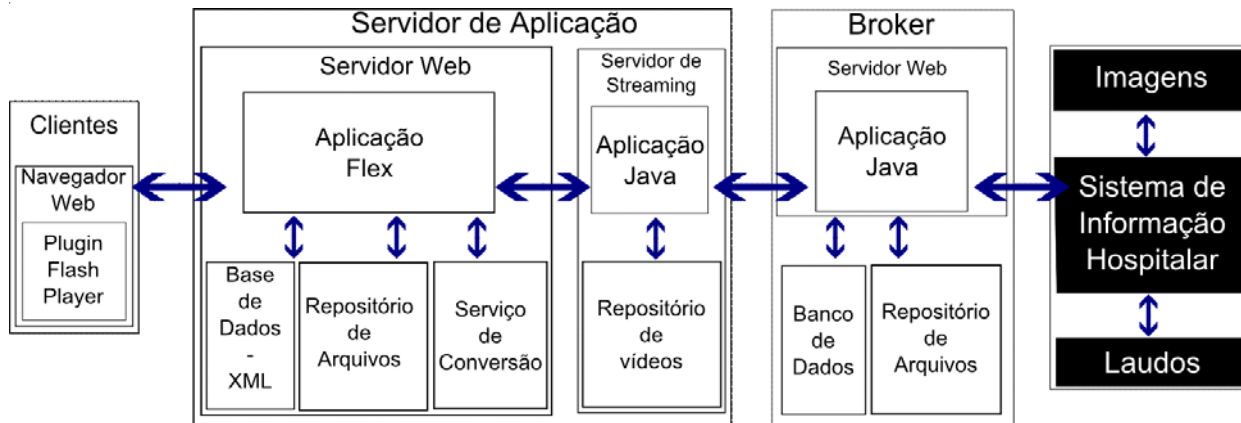 Servidor de Aplicação
Broker
Servidor Web
Servidor de
Streaming
Servidor Web
Imagens
Clientes
Aplicação
Flex
Aplicação
Java
Aplicação
Java
Navegador
Web
Plugin
Flash
Player
Sistema de
Informação
Hospitalar
Base
de
Dados
-
XML
Repositório
de
Arquivos
Serviço
de
Conversão
Repositório
de
vídeos
Banco
de
Dados
Repositório
de
Arquivos
Laudos